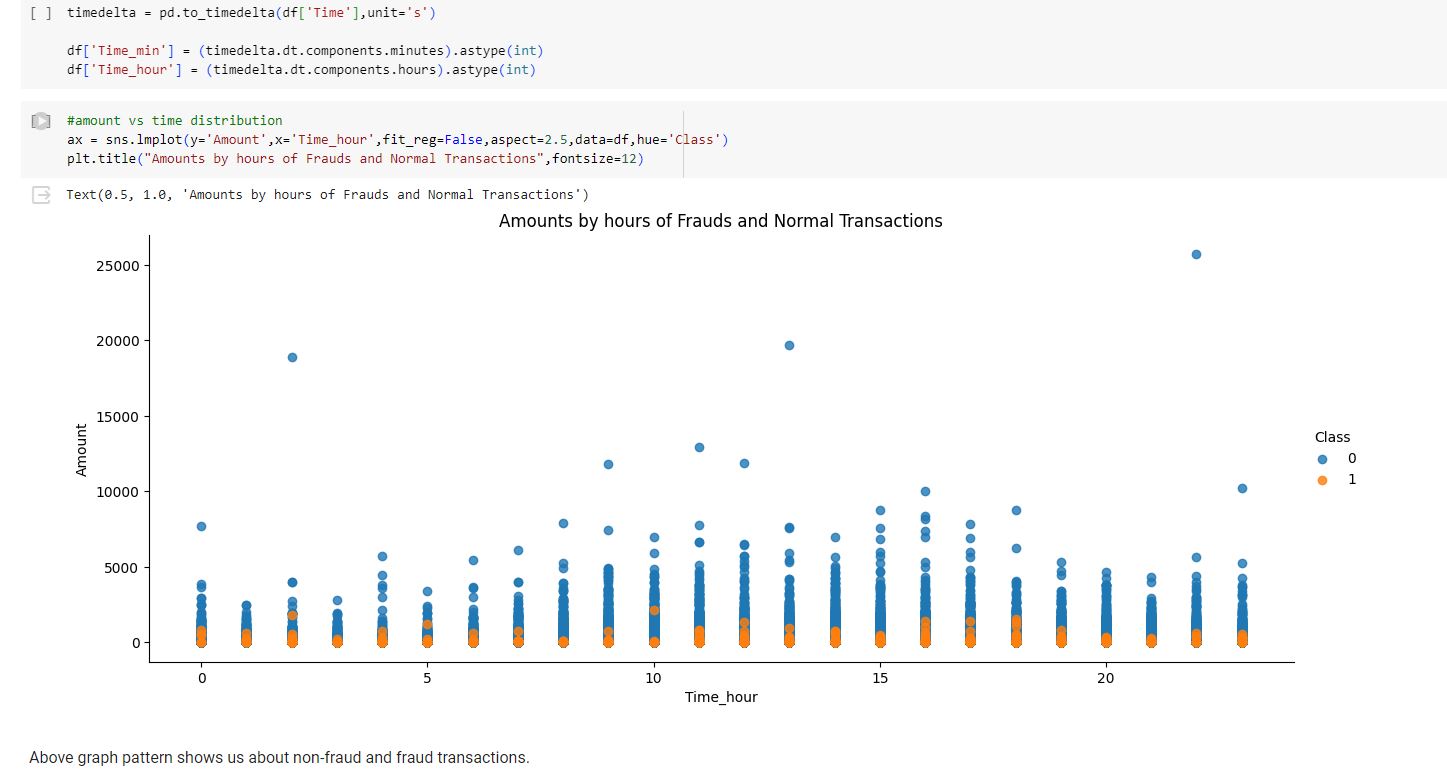 [ ] timedelta = pd.to_timedelta(df['Time'],unit='s')
df['Time_min'] = (timedelta.dt.components.minutes).astype(int)
df['Time_hour'] = (timedelta.dt.components.hours).astype(int)
#amount vs time distribution
ax = sns.lmplot(y='Amount',x='Time_hour',fit_reg=False,aspect=2.5,data=df,hue='Class')
plt.title("Amounts by hours of Frauds and Normal Transactions",fontsize=12)
Text(0.5, 1.0, 'Amounts by hours of Frauds and Normal Transactions')
Amounts by hours of Frauds and Normal Transactions
25000
20000
15000
10000
5000
0
Amount
Class
0
1
0 5 10 15 20
Time_hour
Above graph pattern shows us about non-fraud and fraud transactions.